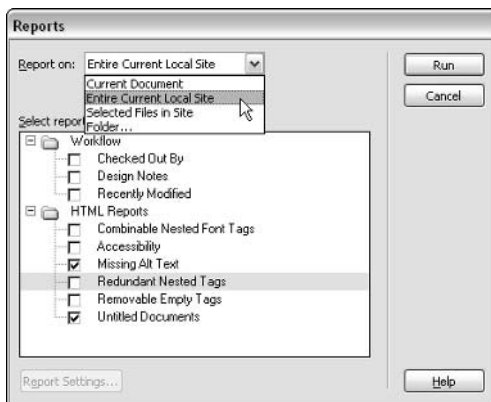 Reports
Report on: Entire Current Local Site
Run
Current Document
Entire Current Local Site
Cancel
Selected Files in Site
Folder...
Select repor
Workflow
Checked Out By
Design Notes
Recently Modified
HTML Reports
Combinable Nested Font Tags
Accessibility
Missing Alt Text
Redundant Nested Tags
Removable Empty Tags
Untitled Documents
Report Settings...
Help